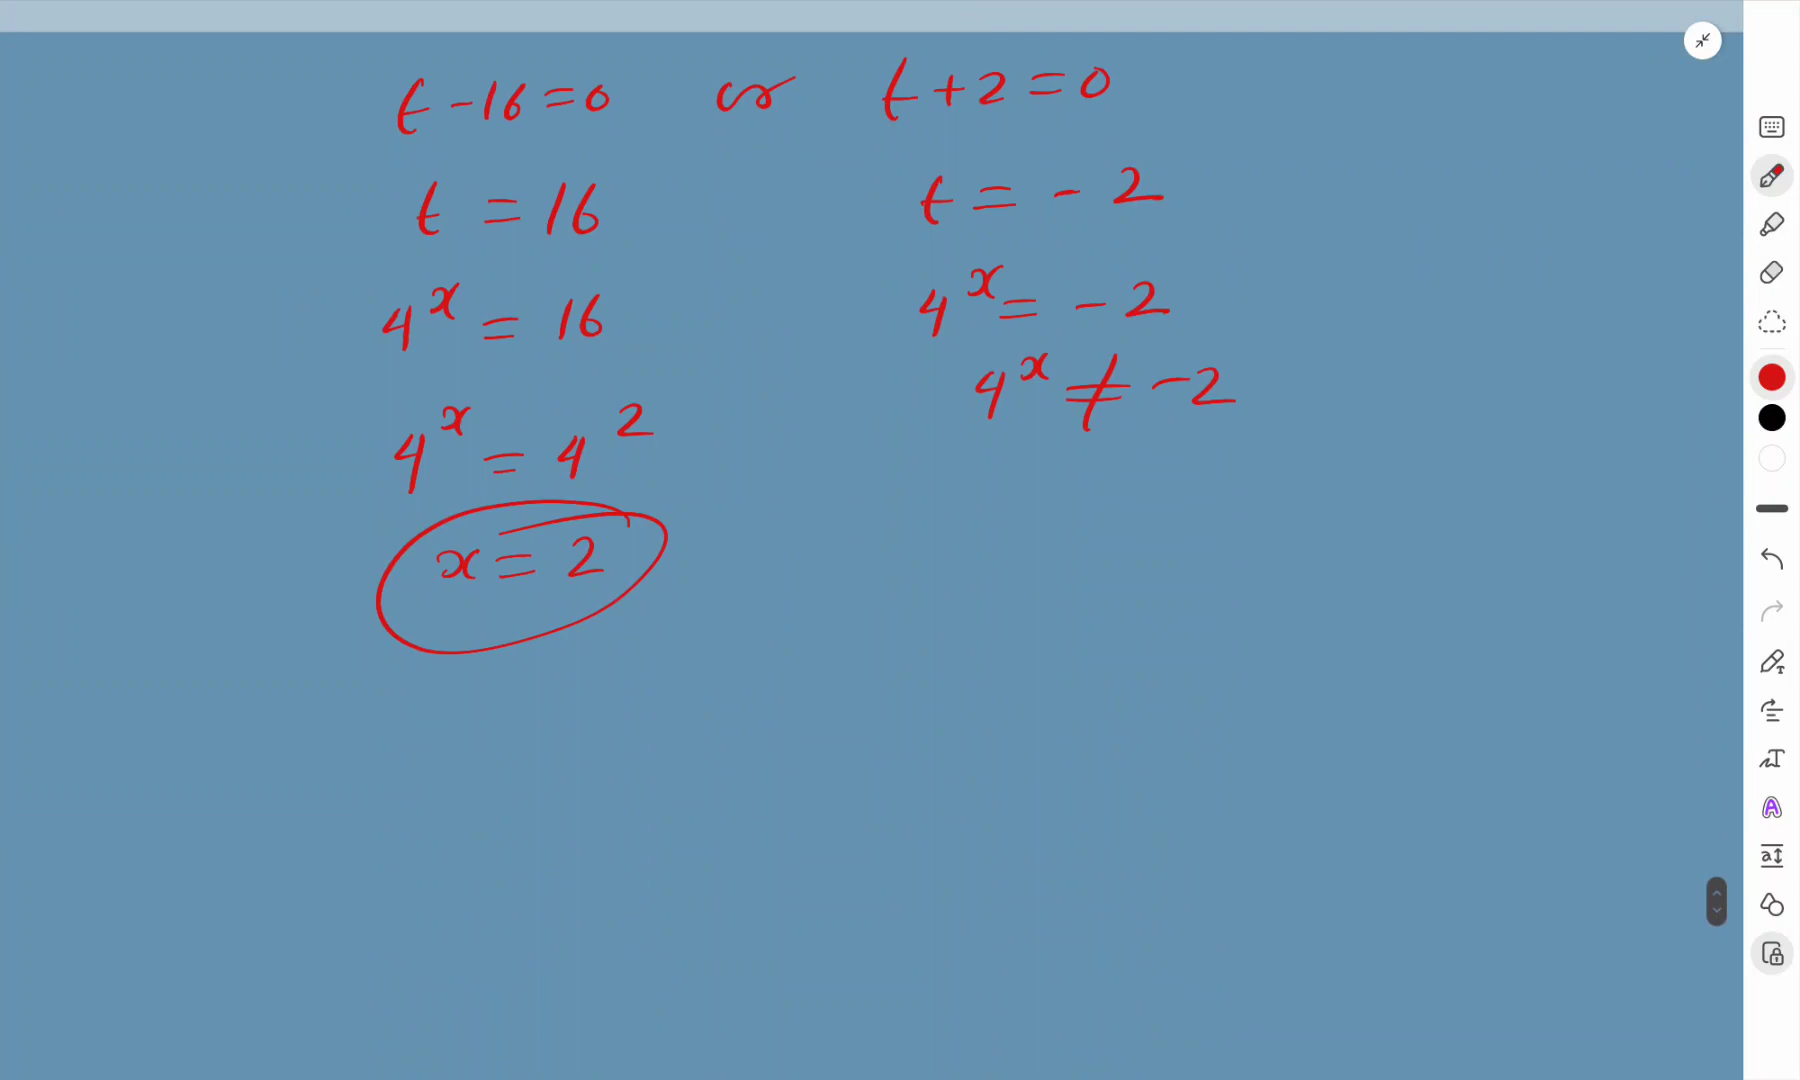 t - 16 = 0 or t + 2 = 0
t = 16 t = - 2
4^x = 16 4^x = - 2
4^x ≠ - 2
4^x = 4^2
x = 2